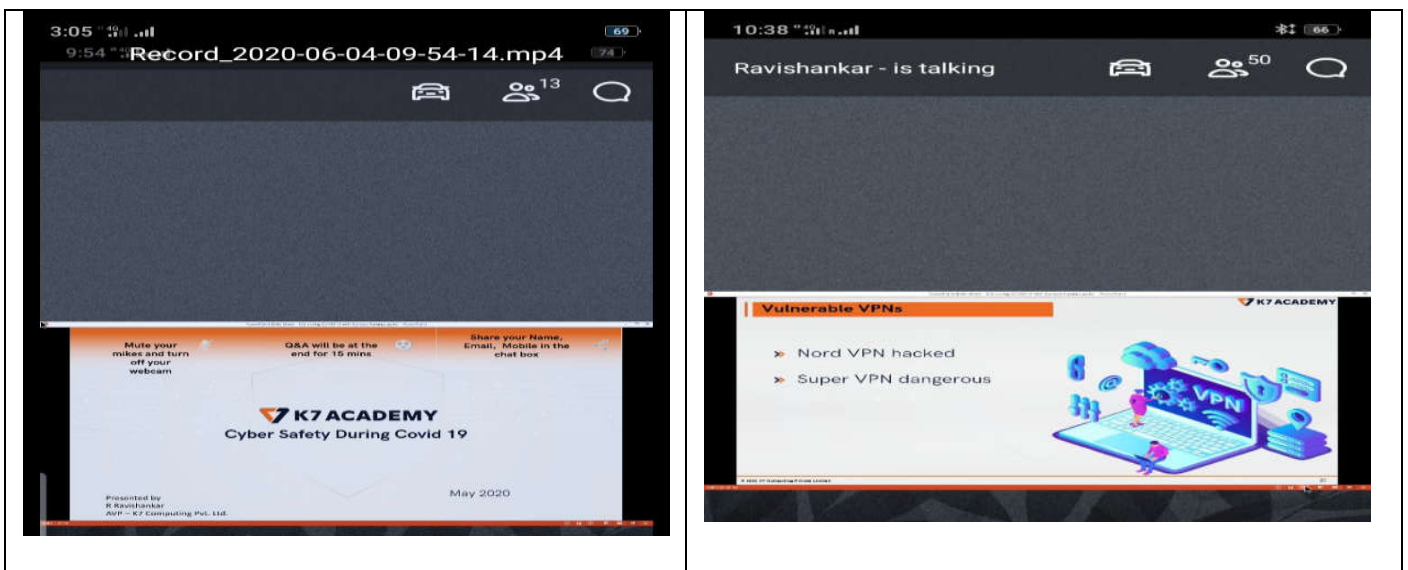 3:05
69
9:54
Record_2020-06-04-09-54-14.mp4
74
13
Mute your
mikes and turn
off your
webcam
Q&A will be at the
end for 15 mins
Share your Name,
Email, Mobile in the
chat box
K7 ACADEMY
Cyber Safety During Covid 19
May 2020
Presented by
R Ravishankar
AVP – K7 Computing Pvt. Ltd.
10:38
66
Ravishankar - is talking
50
Vulnerable VPNs
K7 ACADEMY
» Nord VPN hacked
» Super VPN dangerous
VPN